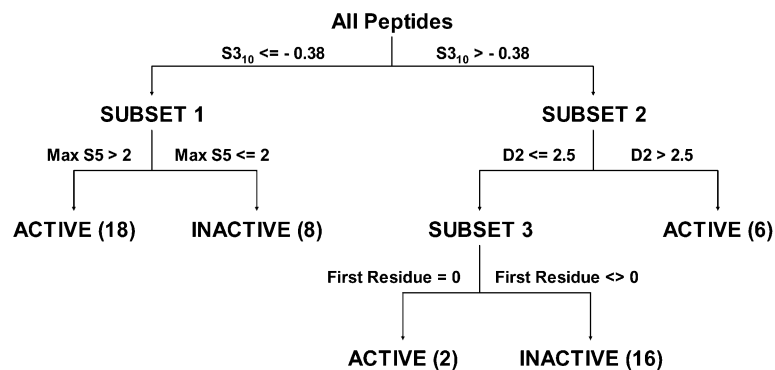 All Peptides
S3₁₀ <= - 0.38 S3₁₀ > - 0.38
SUBSET 1 SUBSET 2
Max S5 > 2 Max S5 <= 2 D2 <= 2.5 D2 > 2.5
ACTIVE (18) INACTIVE (8) SUBSET 3 ACTIVE (6)
First Residue = 0 First Residue <> 0
ACTIVE (2) INACTIVE (16)